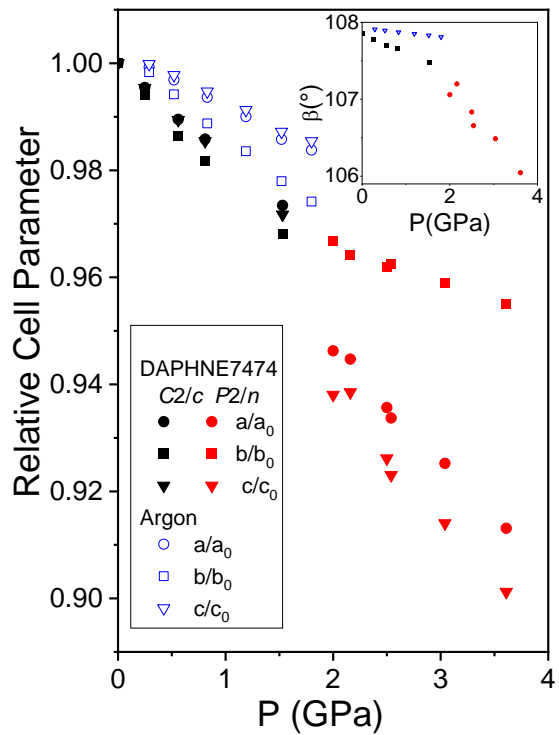 1.00
0.98
0.96
0.94
0.92
0.90
Relative Cell Parameter
0 1 2 3 4
P (GPa)
108
107
106
β(°)
0 2 4
P(GPa)
DAPHNE7474
C2/c P2/n
a/a₀
b/b₀
c/c₀
Argon
a/a₀
b/b₀
c/c₀